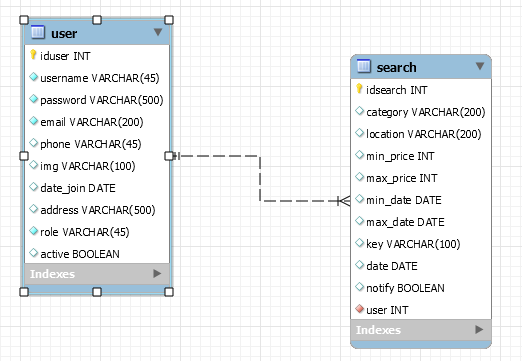 user
iduser INT
username VARCHAR(45)
password VARCHAR(500)
email VARCHAR(200)
phone VARCHAR(45)
img VARCHAR(100)
date_join DATE
address VARCHAR(500)
role VARCHAR(45)
active BOOLEAN
Indexes
search
idsearch INT
category VARCHAR(200)
location VARCHAR(200)
min_price INT
max_price INT
min_date DATE
max_date DATE
key VARCHAR(100)
date DATE
notify BOOLEAN
user INT
Indexes